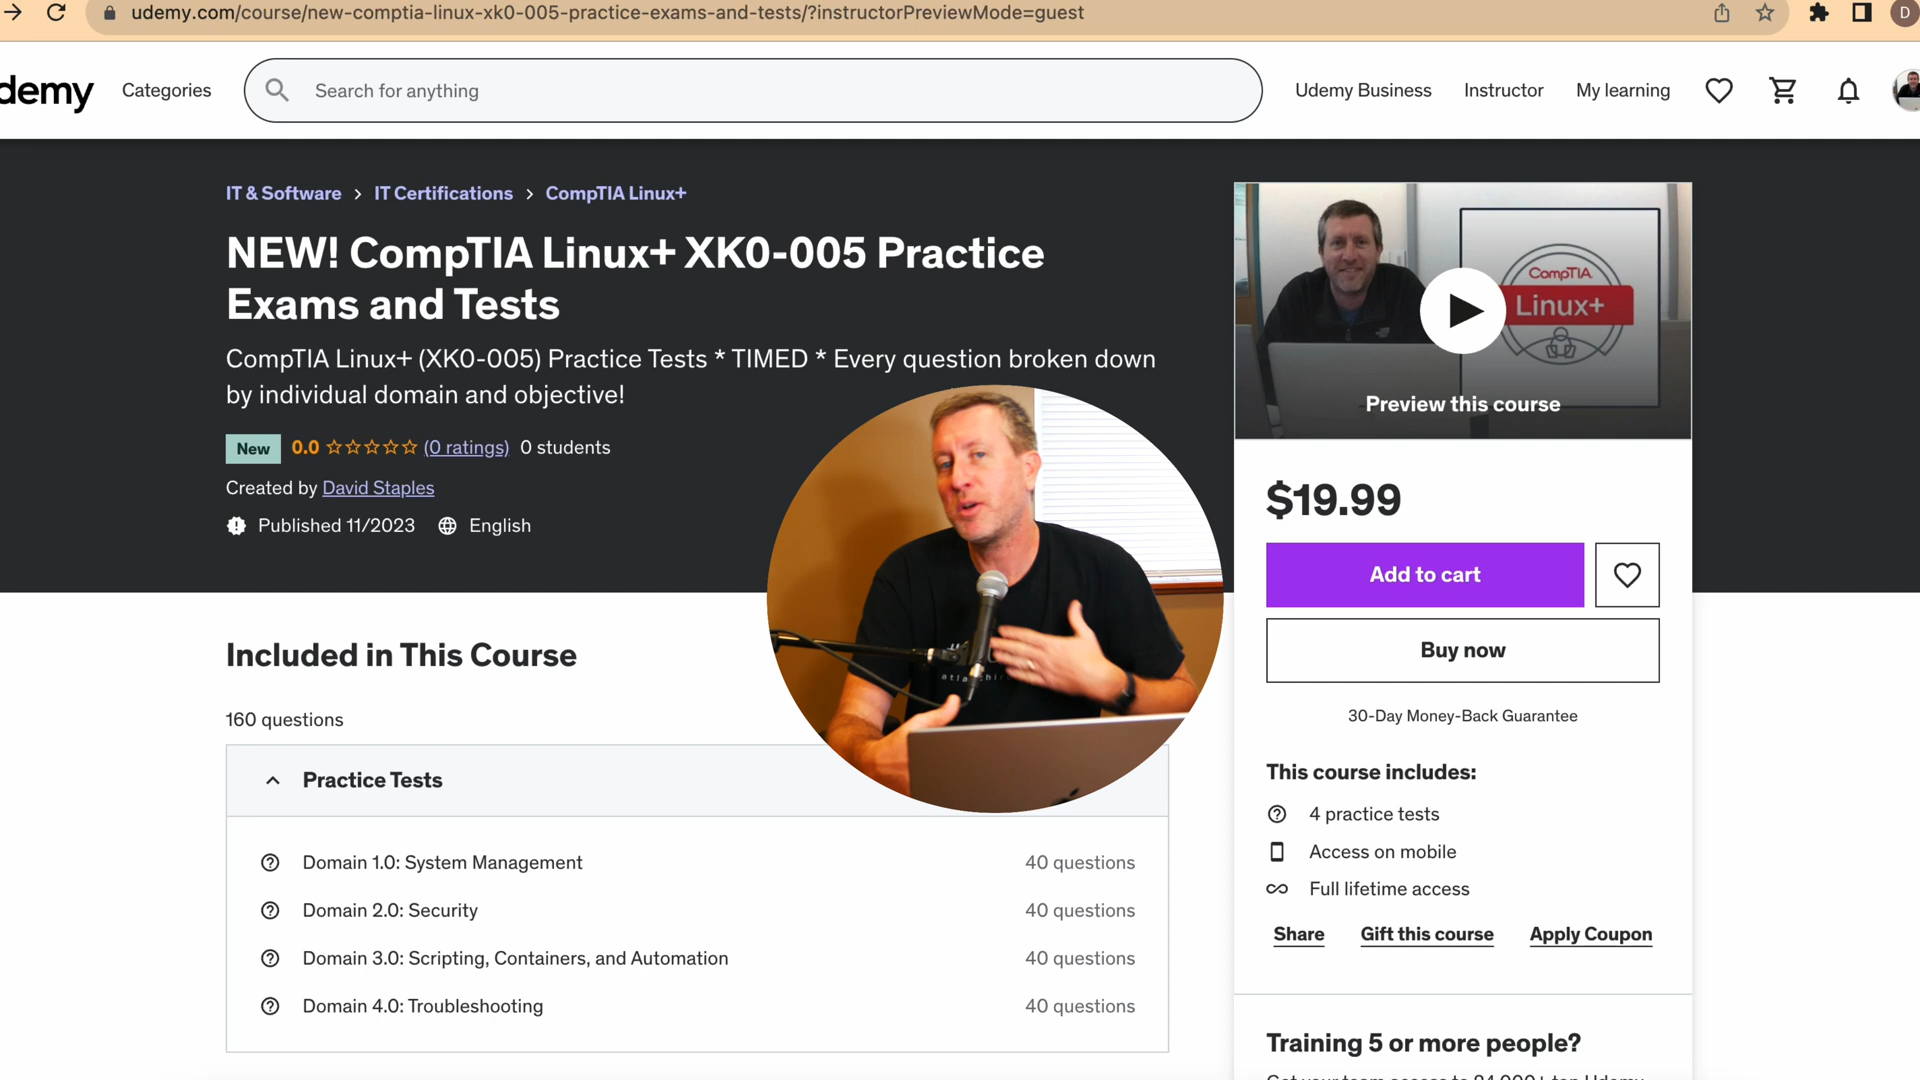 udemy.com/course/new-comptia-linux-xk0-005-practice-exams-and-tests/?instructorPreviewMode=guest
D
demy
Categories
Search for anything
Udemy Business
Instructor
My learning
IT & Software > IT Certifications > CompTIA Linux+
NEW! CompTIA Linux+ XK0-005 Practice
Exams and Tests
CompTIA Linux+ (XK0-005) Practice Tests * TIMED * Every question broken down
by individual domain and objective!
New 0.0 (0 ratings) 0 students
Created by David Staples
Published 11/2023 English
CompTIA.
Linux+
Preview this course
$19.99
Add to cart
Buy now
30-Day Money-Back Guarantee
This course includes:
4 practice tests
Access on mobile
Full lifetime access
Share Gift this course Apply Coupon
Training 5 or more people?
Included in This Course
160 questions
Practice Tests
Domain 1.0: System Management 40 questions
Domain 2.0: Security 40 questions
Domain 3.0: Scripting, Containers, and Automation 40 questions
Domain 4.0: Troubleshooting 40 questions